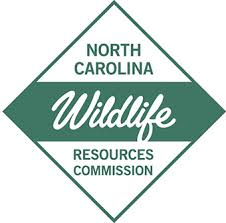 NORTH
CAROLINA
Wildlife
RESOURCES
COMMISSION